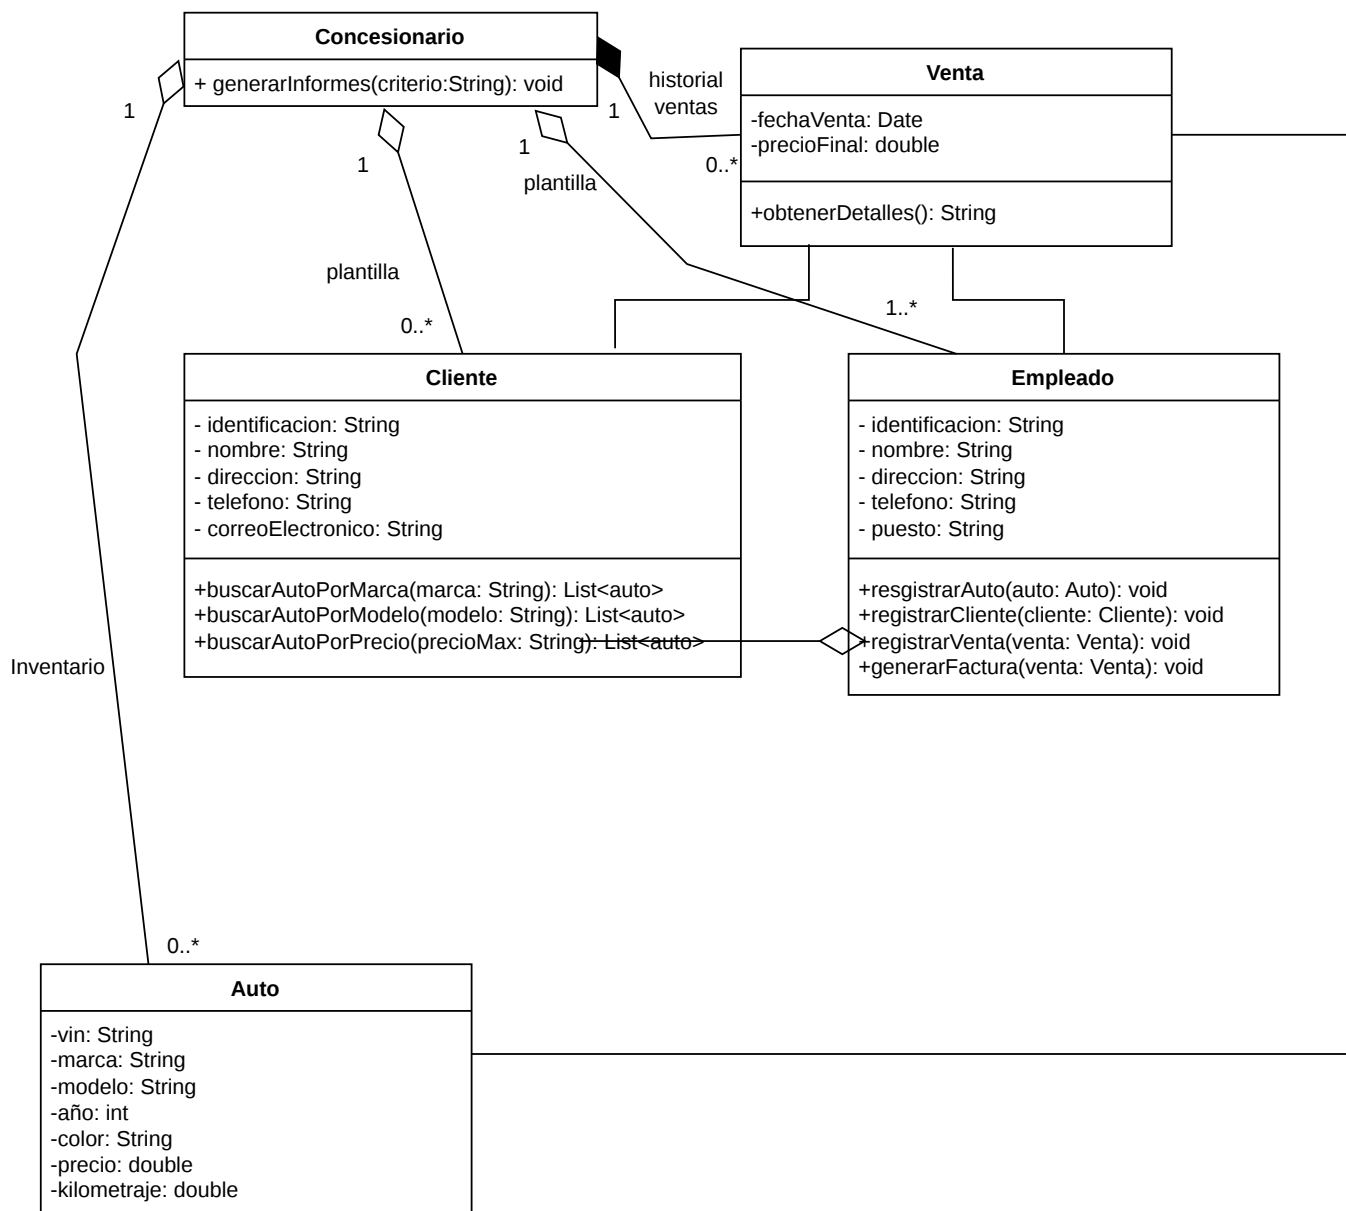 Concesionario
+ generarInformes(criterio:String): void
1
1
1
plantilla
1
historial
ventas
0..*
Venta
-fechaVenta: Date
-precioFinal: double
+obtenerDetalles(): String
plantilla
0..*
1..*
Cliente
- identificacion: String
- nombre: String
- direccion: String
- telefono: String
- correoElectronico: String
+buscarAutoPorMarca(marca: String): List<auto>
+buscarAutoPorModelo(modelo: String): List<auto>
+buscarAutoPorPrecio(precioMax: String): List<auto>
Empleado
- identificacion: String
- nombre: String
- direccion: String
- telefono: String
- puesto: String
+resgistrarAuto(auto: Auto): void
+registrarCliente(cliente: Cliente): void
+registrarVenta(venta: Venta): void
+generarFactura(venta: Venta): void
Inventario
0..*
Auto
-vin: String
-marca: String
-modelo: String
-año: int
-color: String
-precio: double
-kilometraje: double